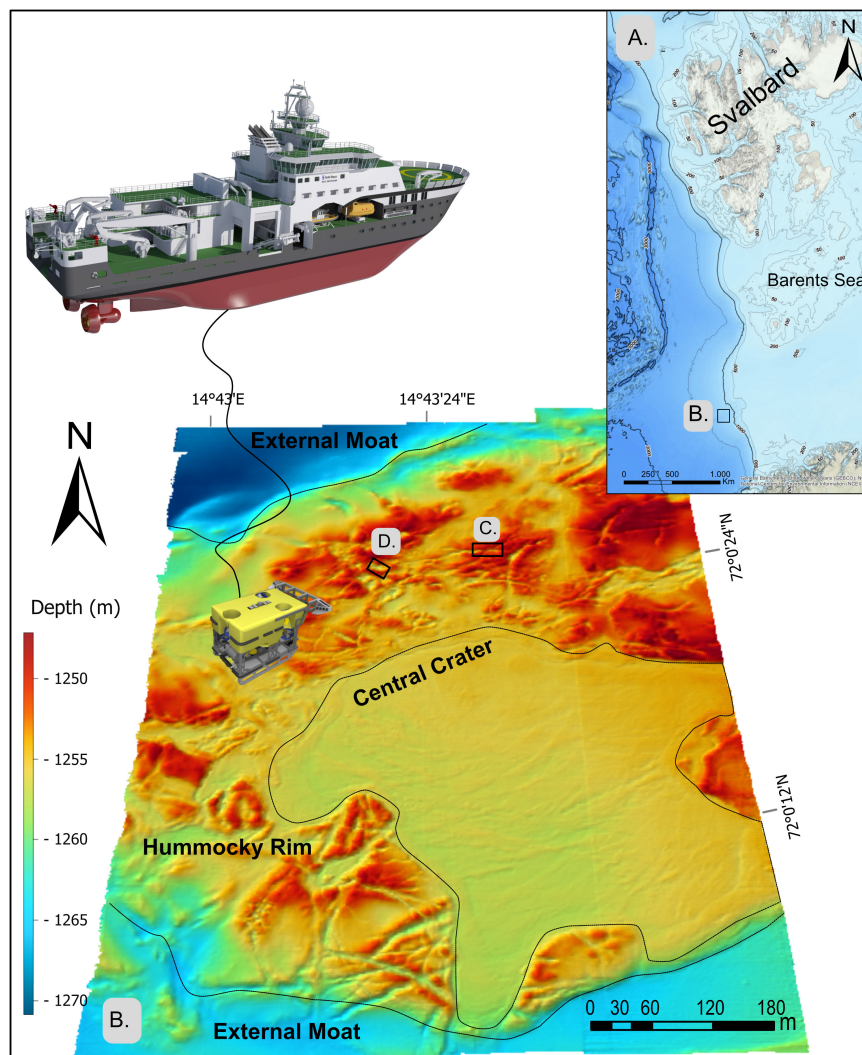 A.
N
Svalbard
Barents Sea
B.
0 250 500 1.000
Km
14°43'E
14°43'24"E
N
External Moat
D.
C.
72°0'24"N
Depth (m)
- 1250
- 1255
- 1260
- 1265
- 1270
Central Crater
72°0'12"N
Hummocky Rim
B.
External Moat
0 30 60 120 180
m